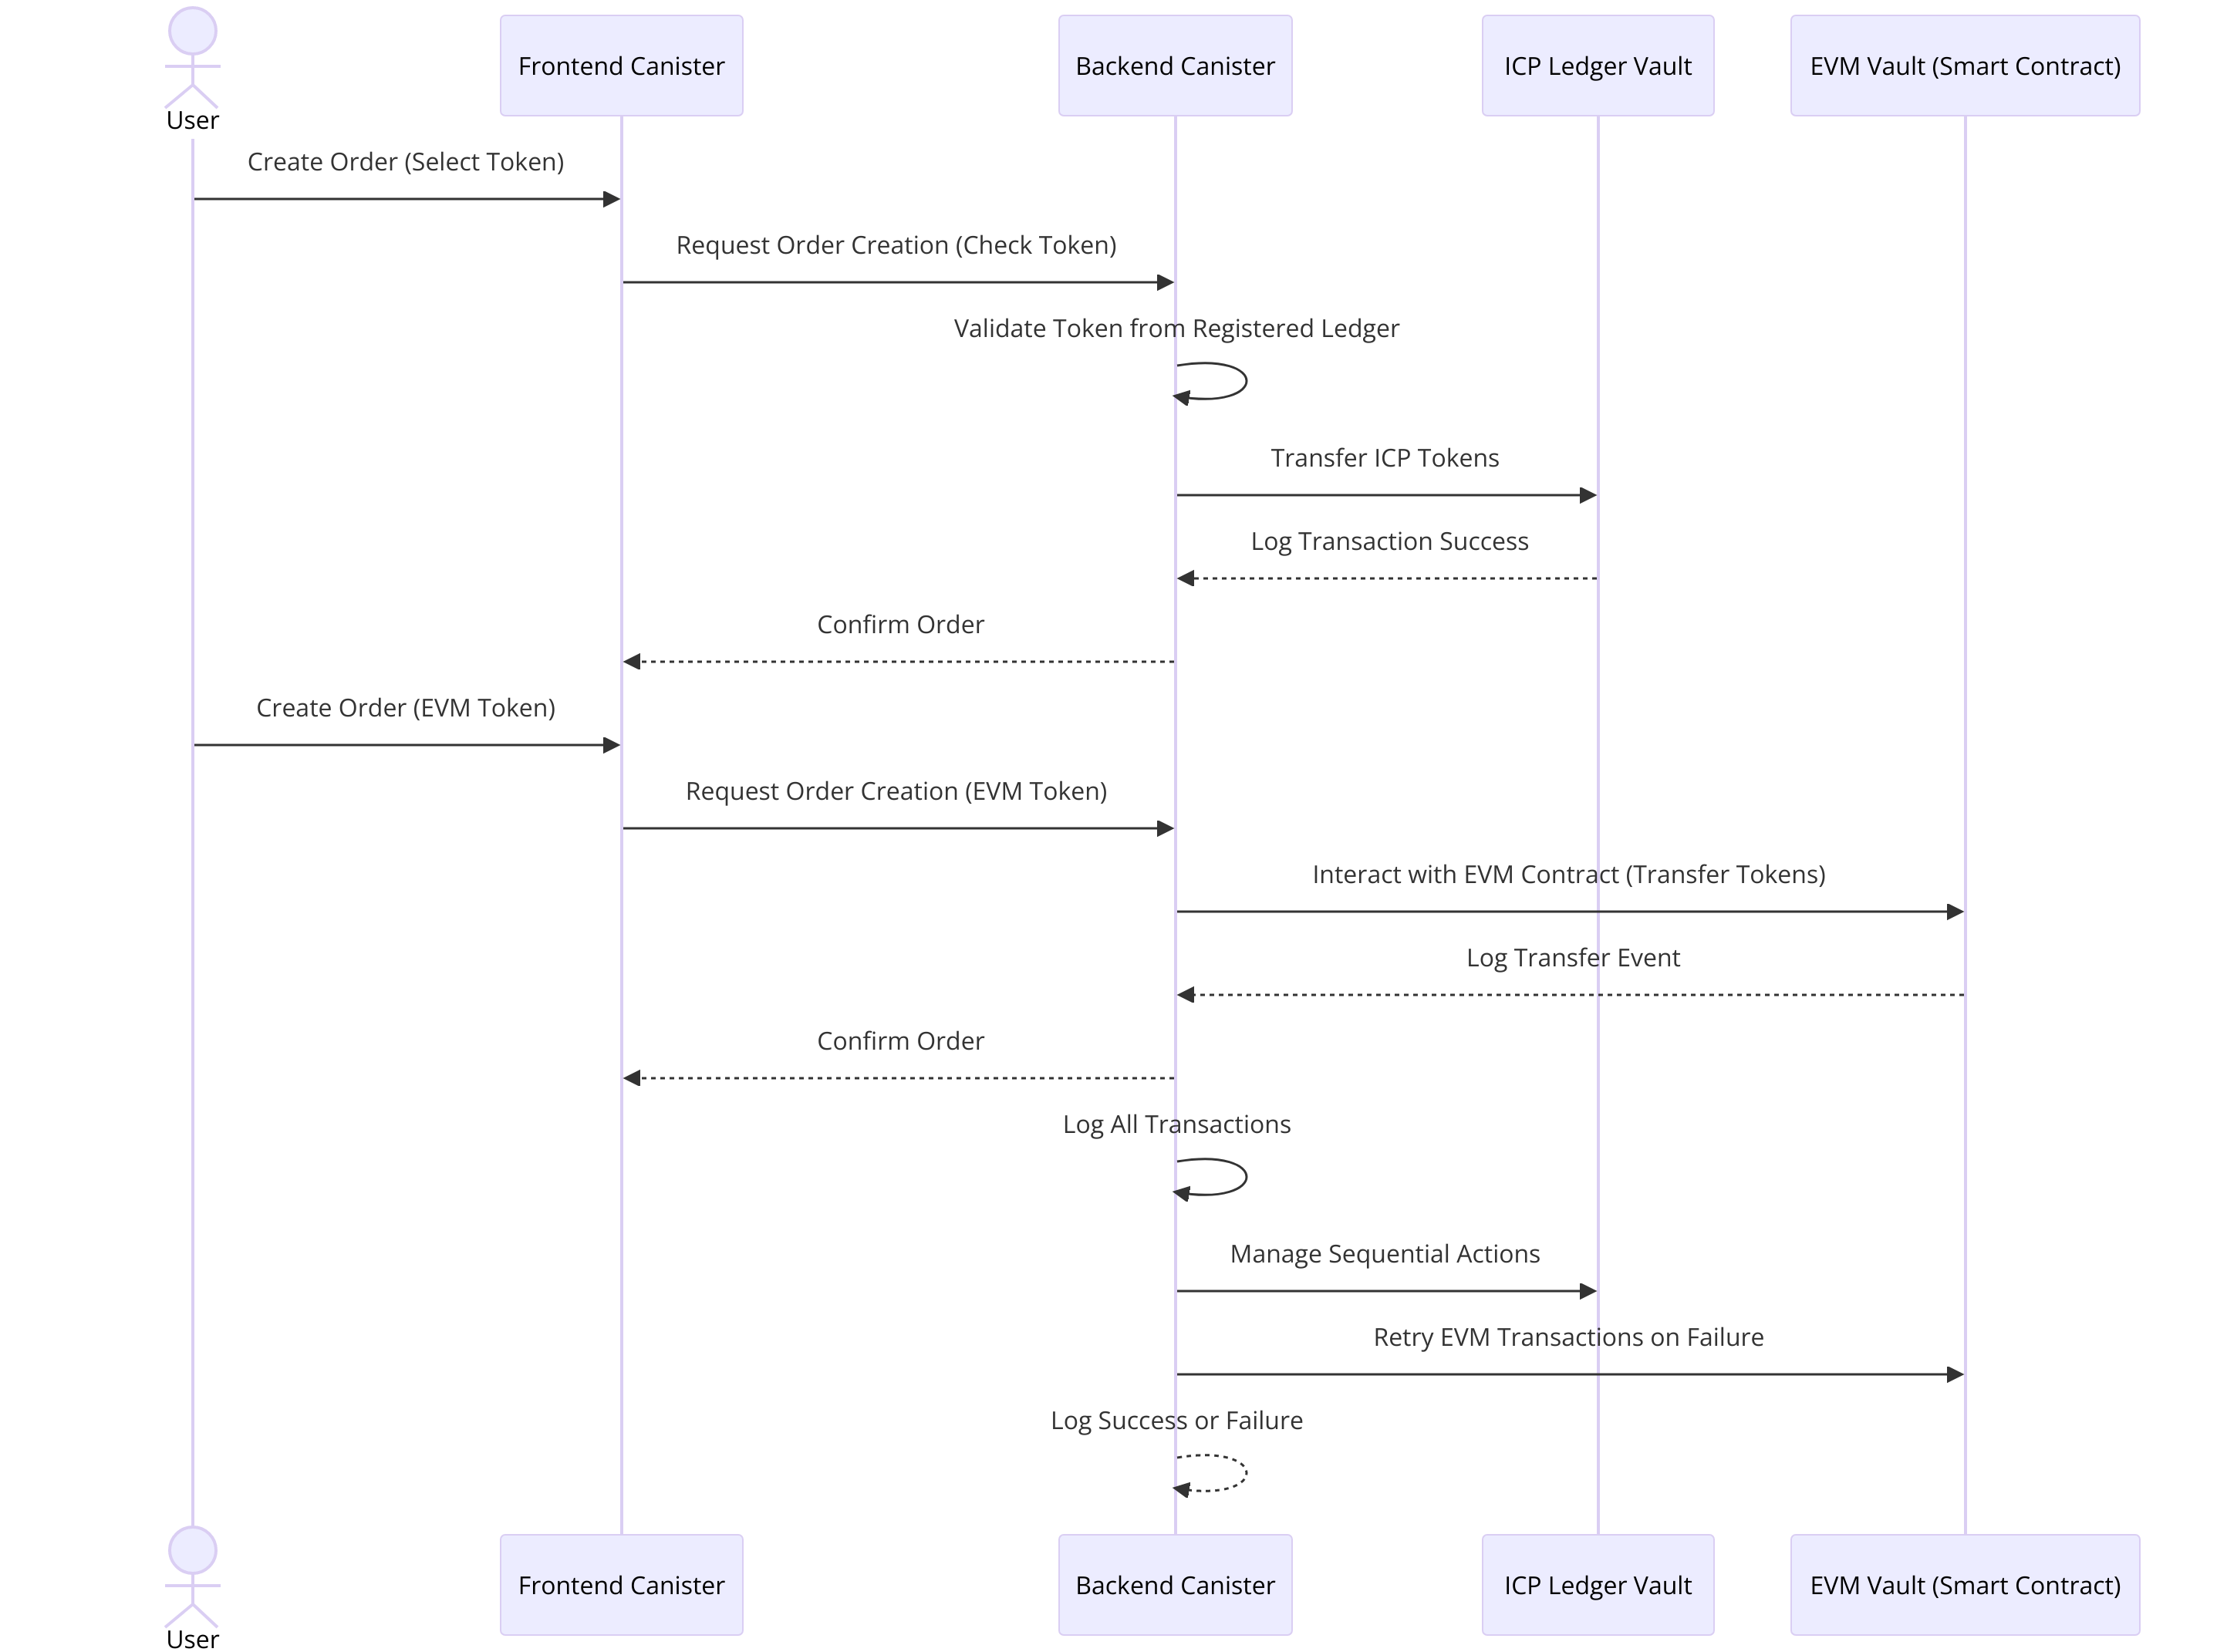 User
Frontend Canister
Backend Canister
ICP Ledger Vault
EVM Vault (Smart Contract)
Create Order (Select Token)
Request Order Creation (Check Token)
Validate Token from Registered Ledger
Transfer ICP Tokens
Log Transaction Success
Confirm Order
Create Order (EVM Token)
Request Order Creation (EVM Token)
Interact with EVM Contract (Transfer Tokens)
Log Transfer Event
Confirm Order
Log All Transactions
Manage Sequential Actions
Retry EVM Transactions on Failure
Log Success or Failure
User
Frontend Canister
Backend Canister
ICP Ledger Vault
EVM Vault (Smart Contract)